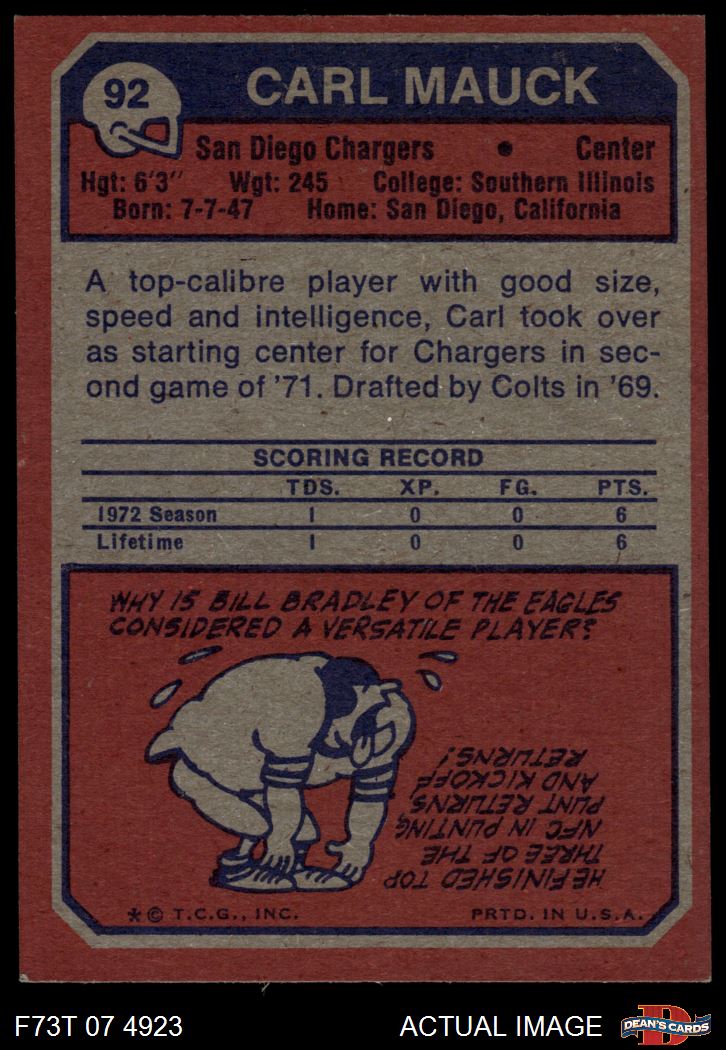 92
CARL MAUCK
San Diego Chargers • Center
Hgt: 6'3" Wgt: 245 College: Southern Illinois
Born: 7-7-47 Home: San Diego, California
A top-calibre player with good size,
speed and intelligence, Carl took over
as starting center for Chargers in sec-
ond game of '71. Drafted by Colts in '69.
SCORING RECORD
TDS. XP. FG. PTS.
1972 Season 1 0 0 6
Lifetime 1 0 0 6
WHY IS BILL BRADLEY OF THE EAGLES
CONSIDERED A VERSATILE PLAYER?
HE FINISHED TOP
THREE OF THE
NFC IN PUNTING,
PUNT RETURNS
AND KICKOFF
RETURNS!
*© T.C.G., INC. PRTD. IN U.S.A.
F73T 07 4923 ACTUAL IMAGE
D
DEAN'S CARDS